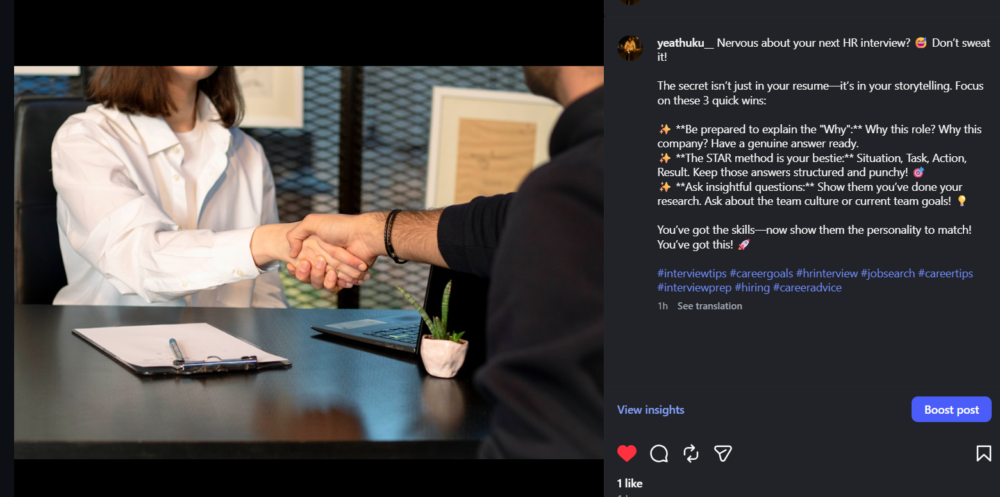 yeathuku__ Nervous about your next HR interview? 😅 Don’t sweat
it!
The secret isn’t just in your resume—it’s in your storytelling. Focus
on these 3 quick wins:
✨ **Be prepared to explain the "Why":** Why this role? Why this
company? Have a genuine answer ready.
✨ **The STAR method is your bestie:** Situation, Task, Action,
Result. Keep those answers structured and punchy! 🎯
✨ **Ask insightful questions:** Show them you’ve done your
research. Ask about the team culture or current team goals! 💡
You’ve got the skills—now show them the personality to match!
You’ve got this! 🚀
#interviewtips #careergoals #hrinterview #jobsearch #careertips
#interviewprep #hiring #careeradvice
1h See translation
View insights
Boost post
1 like